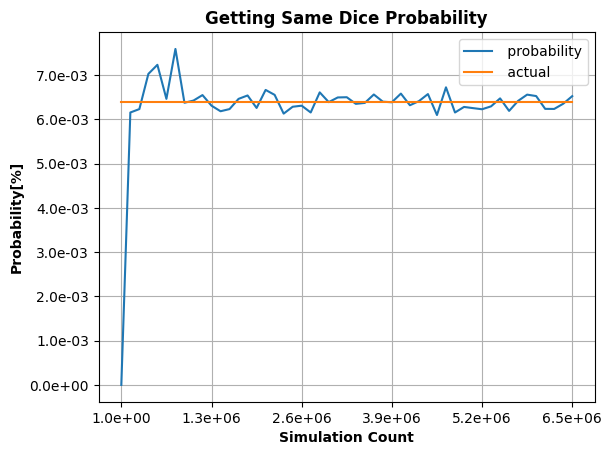 Getting Same Dice Probability
probability
actual
7.0e-03
6.0e-03
5.0e-03
4.0e-03
3.0e-03
2.0e-03
1.0e-03
0.0e+00
Probability[%]
1.0e+00 1.3e+06 2.6e+06 3.9e+06 5.2e+06 6.5e+06
Simulation Count